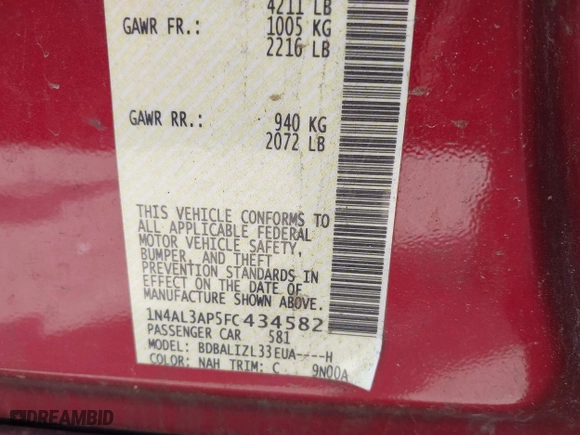 4211 LB
GAWR FR.: 1005 KG
2216 LB
GAWR RR.: 940 KG
2072 LB
THIS VEHICLE CONFORMS TO
ALL APPLICABLE FEDERAL
MOTOR VEHICLE SAFETY,
BUMPER, AND THEFT
PREVENTION STANDARDS IN
EFFECT ON THE DATE OF
MANUFACTURE SHOWN ABOVE.
1N4AL3AP5FC434582
PASSENGER CAR 581
MODEL: BDBALIZL33EUA----H
COLOR: NAH TRIM: C 9N00A
DREAMBID